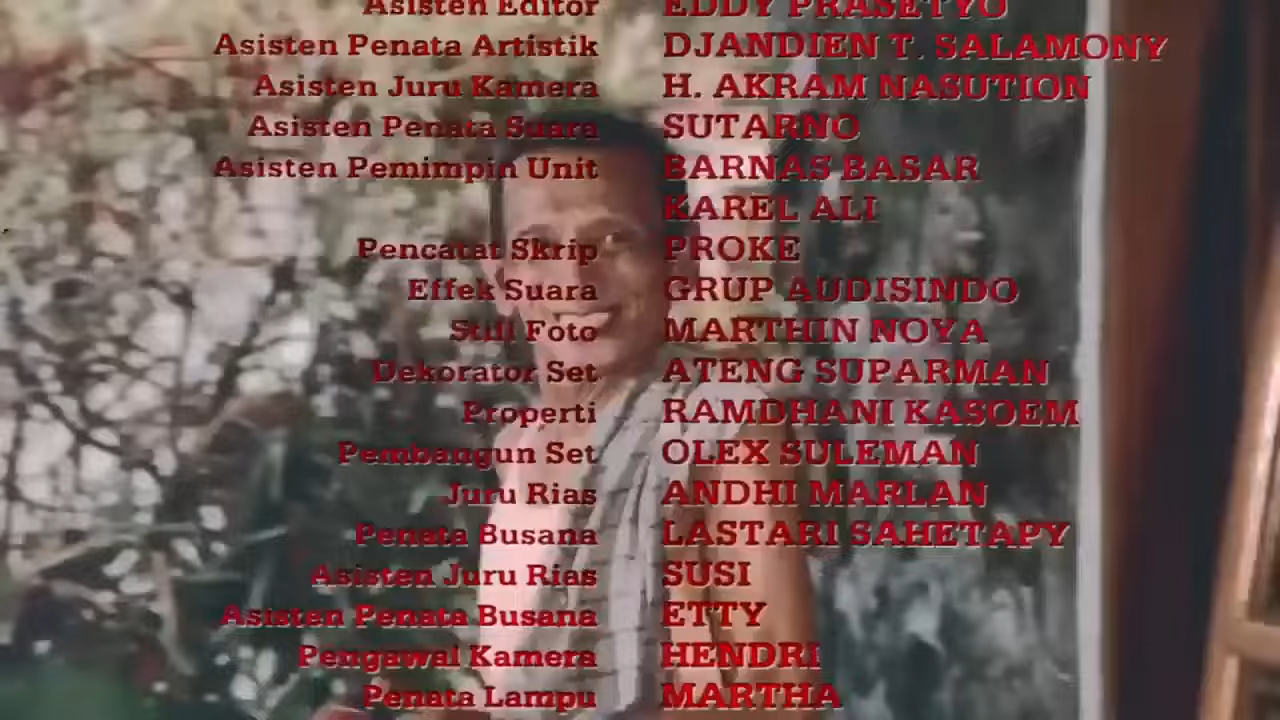 Asisten Editor EDDY PRASETYO
Asisten Penata Artistik DJANDIEN T. SALAMONY
Asisten Juru Kamera H. AKRAM NASUTION
Asisten Penata Suara SUTARNO
Asisten Pemimpin Unit BARNAS BASAR
KAREL ALI
Pencatat Skrip PROKE
Effek Suara GRUP AUDISINDO
Still Foto MARTHIN NOYA
Dekorator Set ATENG SUPARMAN
Properti RAMDHANI KASOEM
Pembangun Set OLEX SULEMAN
Juru Rias ANDHI MARLAN
Penata Busana LASTARI SAHETAPY
Asisten Juru Rias SUSI
Asisten Penata Busana ETTY
Pengawal Kamera HENDRI
Penata Lampu MARTHA